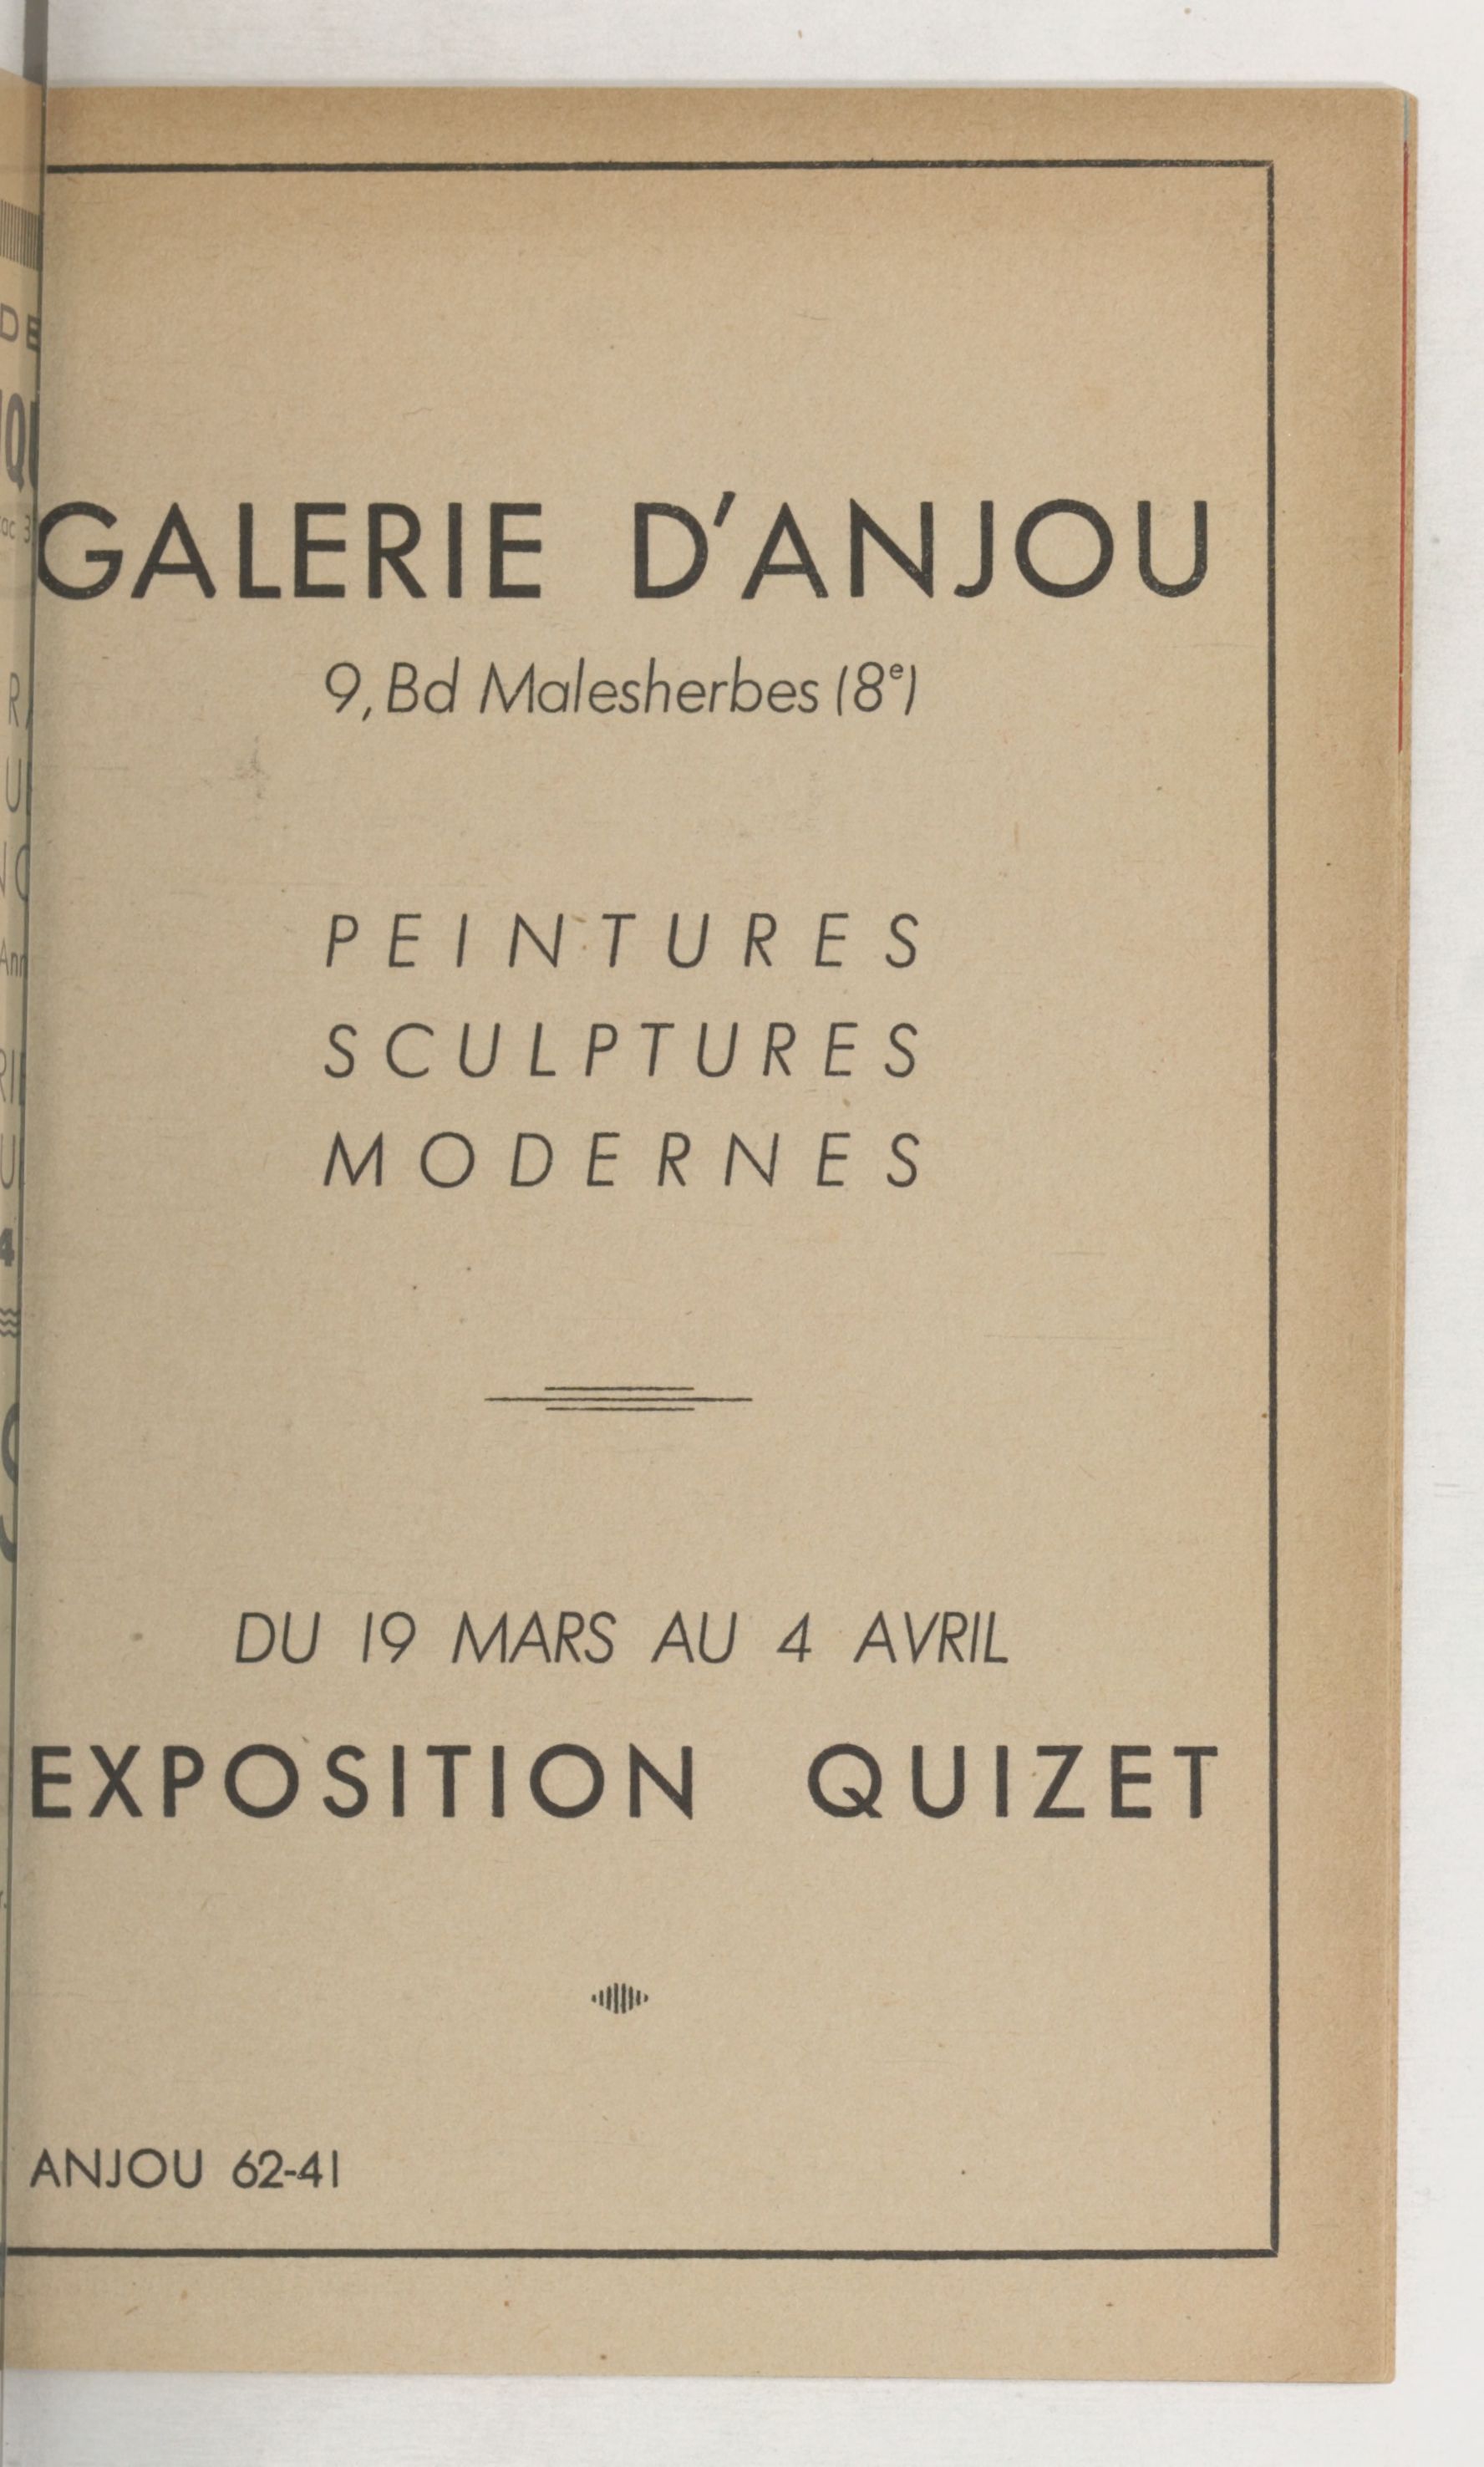 GALERIE D'ANJOU
9, Bd Malesherbes (8e)
PEINTURES
SCULPTURES
MODERNES
DU 19 MARS AU 4 AVRIL
EXPOSITION QUIZET
ANJOU 62-41